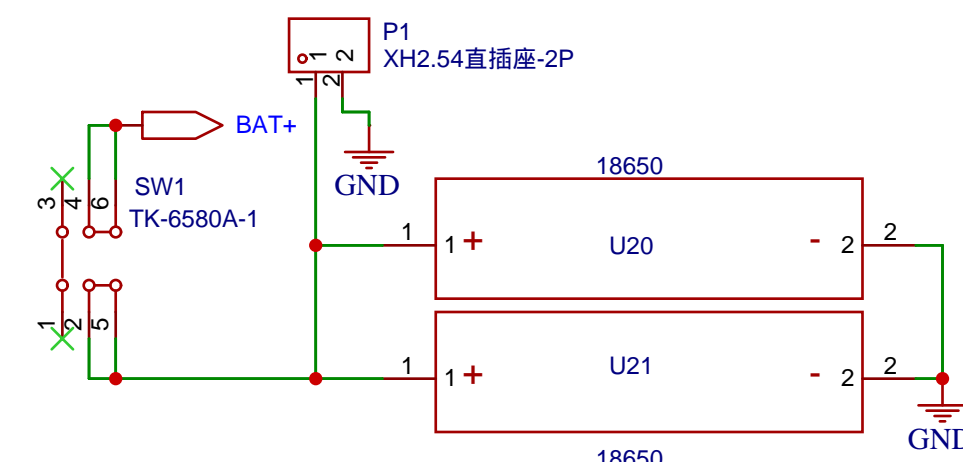 P1
XH2.54直插座-2P
1 2
1 2
BAT+
GND
18650
3 4 6
SW1
TK-6580A-1
1 1 + U20 - 2 2
1 2 5
1 1 + U21 - 2 2
GND
18650